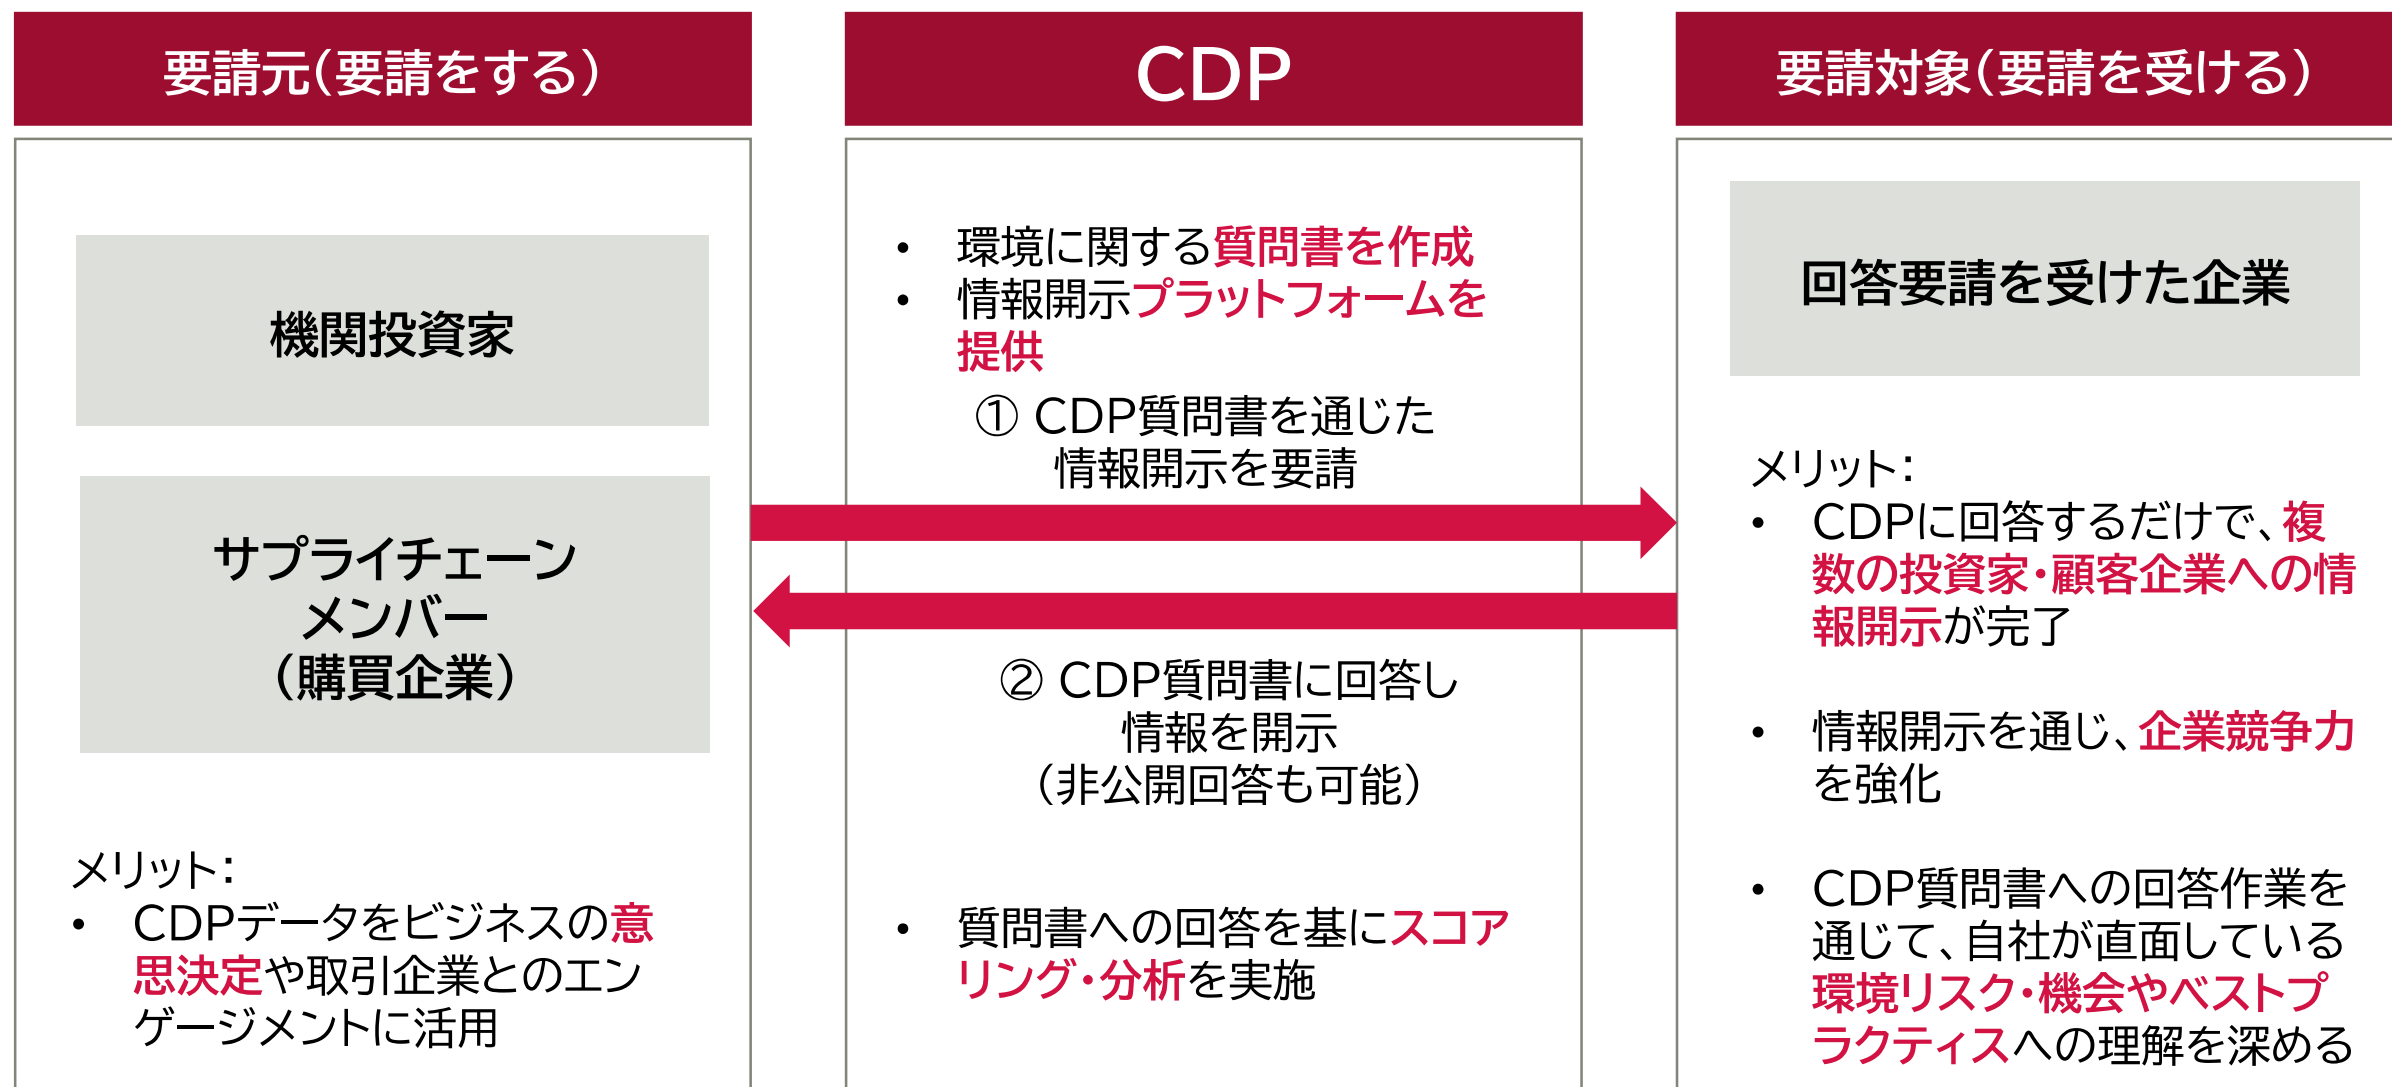 要請元（要請をする）
機関投資家
サプライチェーン
メンバー
（購買企業）
メリット：
• CDPデータをビジネスの意
思決定や取引企業とのエン
ゲージメントに活用
CDP
• 環境に関する質問書を作成
• 情報開示プラットフォームを
提供
① CDP質問書を通じた
情報開示を要請
② CDP質問書に回答し
情報を開示
（非公開回答も可能）
• 質問書への回答を基にスコア
リング・分析を実施
要請対象（要請を受ける）
回答要請を受けた企業
メリット：
• CDPに回答するだけで、複
数の投資家・顧客企業への情
報開示が完了
• 情報開示を通じ、企業競争力
を強化
• CDP質問書への回答作業を
通じて、自社が直面している
環境リスク・機会やベストプ
ラクティスへの理解を深める